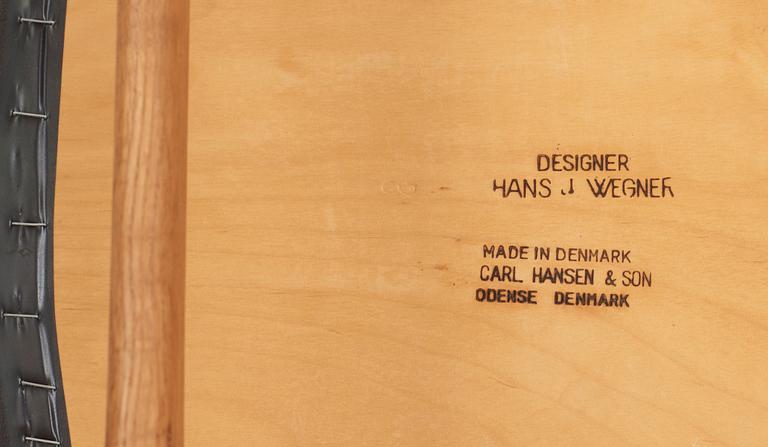 DESIGNER
HANS J WEGNER
MADE IN DENMARK
CARL HANSEN & SON
ODENSE DENMARK